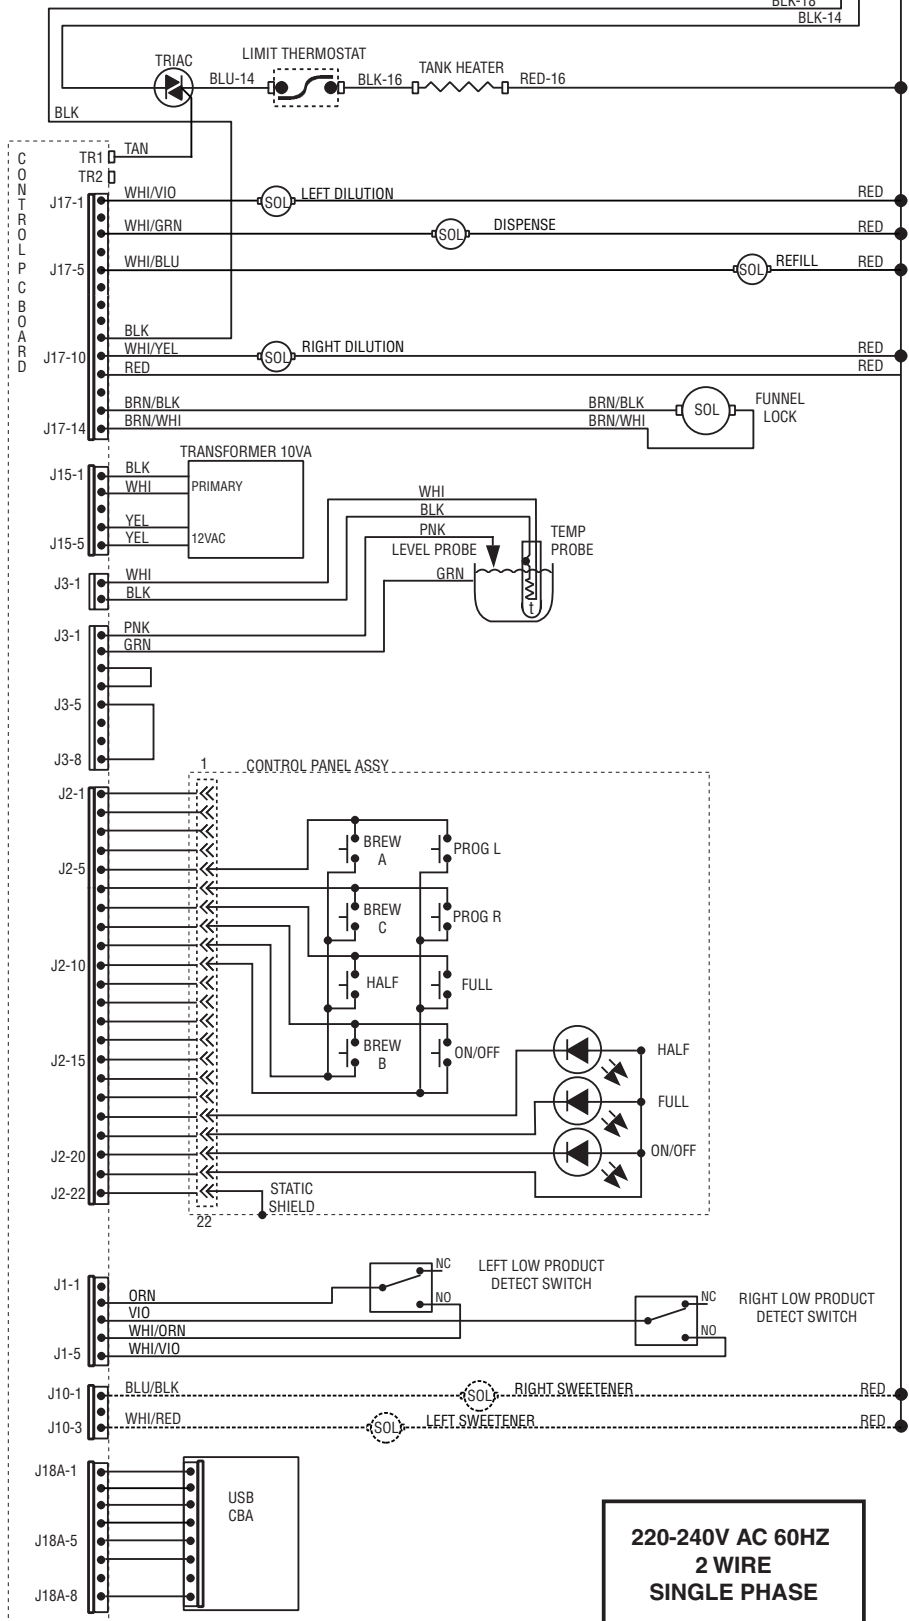 BLK-18
BLK-14
TRIAC
BLU-14
LIMIT THERMOSTAT
BLK-16
TANK HEATER
RED-16
BLK
CONTROL PC BOARD
TR1
TAN
TR2
J17-1
WHI/VIO
SOL
LEFT DILUTION
RED
WHI/GRN
SOL
DISPENSE
RED
J17-5
WHI/BLU
SOL
REFILL
RED
BLK
J17-10
WHI/YEL
SOL
RIGHT DILUTION
RED
RED
RED
BRN/BLK
BRN/BLK
SOL
FUNNEL
LOCK
J17-14
BRN/WHI
BRN/WHI
TRANSFORMER 10VA
J15-1
BLK
WHI
PRIMARY
YEL
J15-5
YEL
12VAC
WHI
BLK
PNK
LEVEL PROBE
GRN
TEMP
PROBE
t
J3-1
WHI
BLK
J3-1
PNK
GRN
J3-5
J3-8
1
CONTROL PANEL ASSY
J2-1
J2-5
J2-10
J2-15
J2-20
J2-22
BREW
A
PROG L
BREW
C
PROG R
HALF
FULL
BREW
B
ON/OFF
HALF
FULL
ON/OFF
STATIC
SHIELD
22
J1-1
ORN
VIO
WHI/ORN
J1-5
WHI/VIO
NC
NO
LEFT LOW PRODUCT
DETECT SWITCH
NC
NO
RIGHT LOW PRODUCT
DETECT SWITCH
J10-1
BLU/BLK
SOL
RIGHT SWEETENER
RED
J10-3
WHI/RED
SOL
LEFT SWEETENER
RED
J18A-1
J18A-5
J18A-8
USB
CBA
220-240V AC 60HZ
2 WIRE
SINGLE PHASE